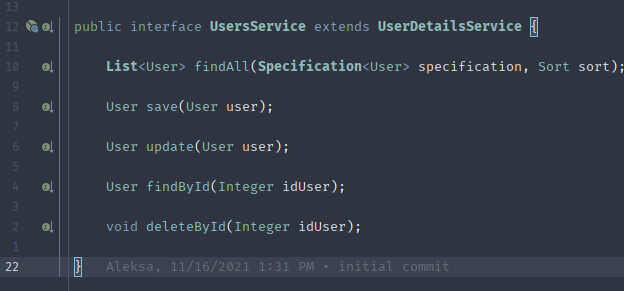 13
12 public interface UsersService extends UserDetailsService {
11
10 List<User> findAll(Specification<User> specification, Sort sort);
9
8 User save(User user);
7
6 User update(User user);
5
4 User findById(Integer idUser);
3
2 void deleteById(Integer idUser);
1
22 } Aleksa, 11/16/2021 1:31 PM • initial commit